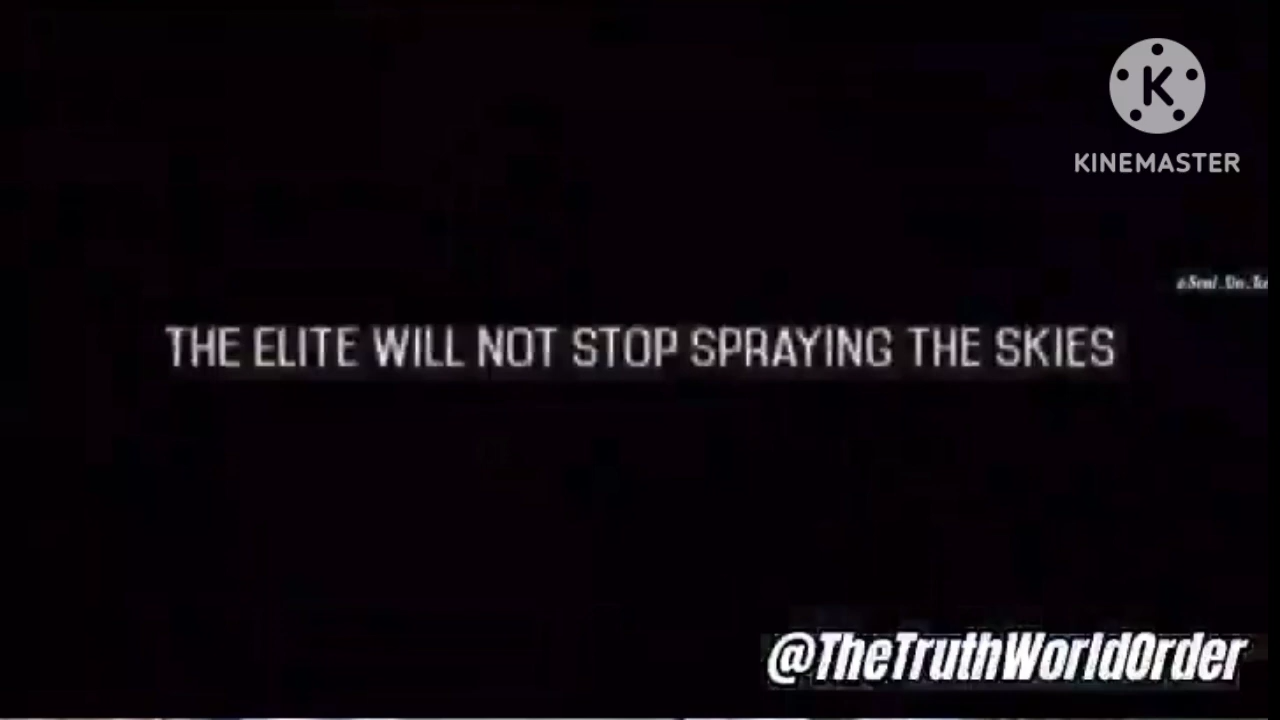 KINEMASTER
THE ELITE WILL NOT STOP SPRAYING THE SKIES
@TheTruthWorldOrder